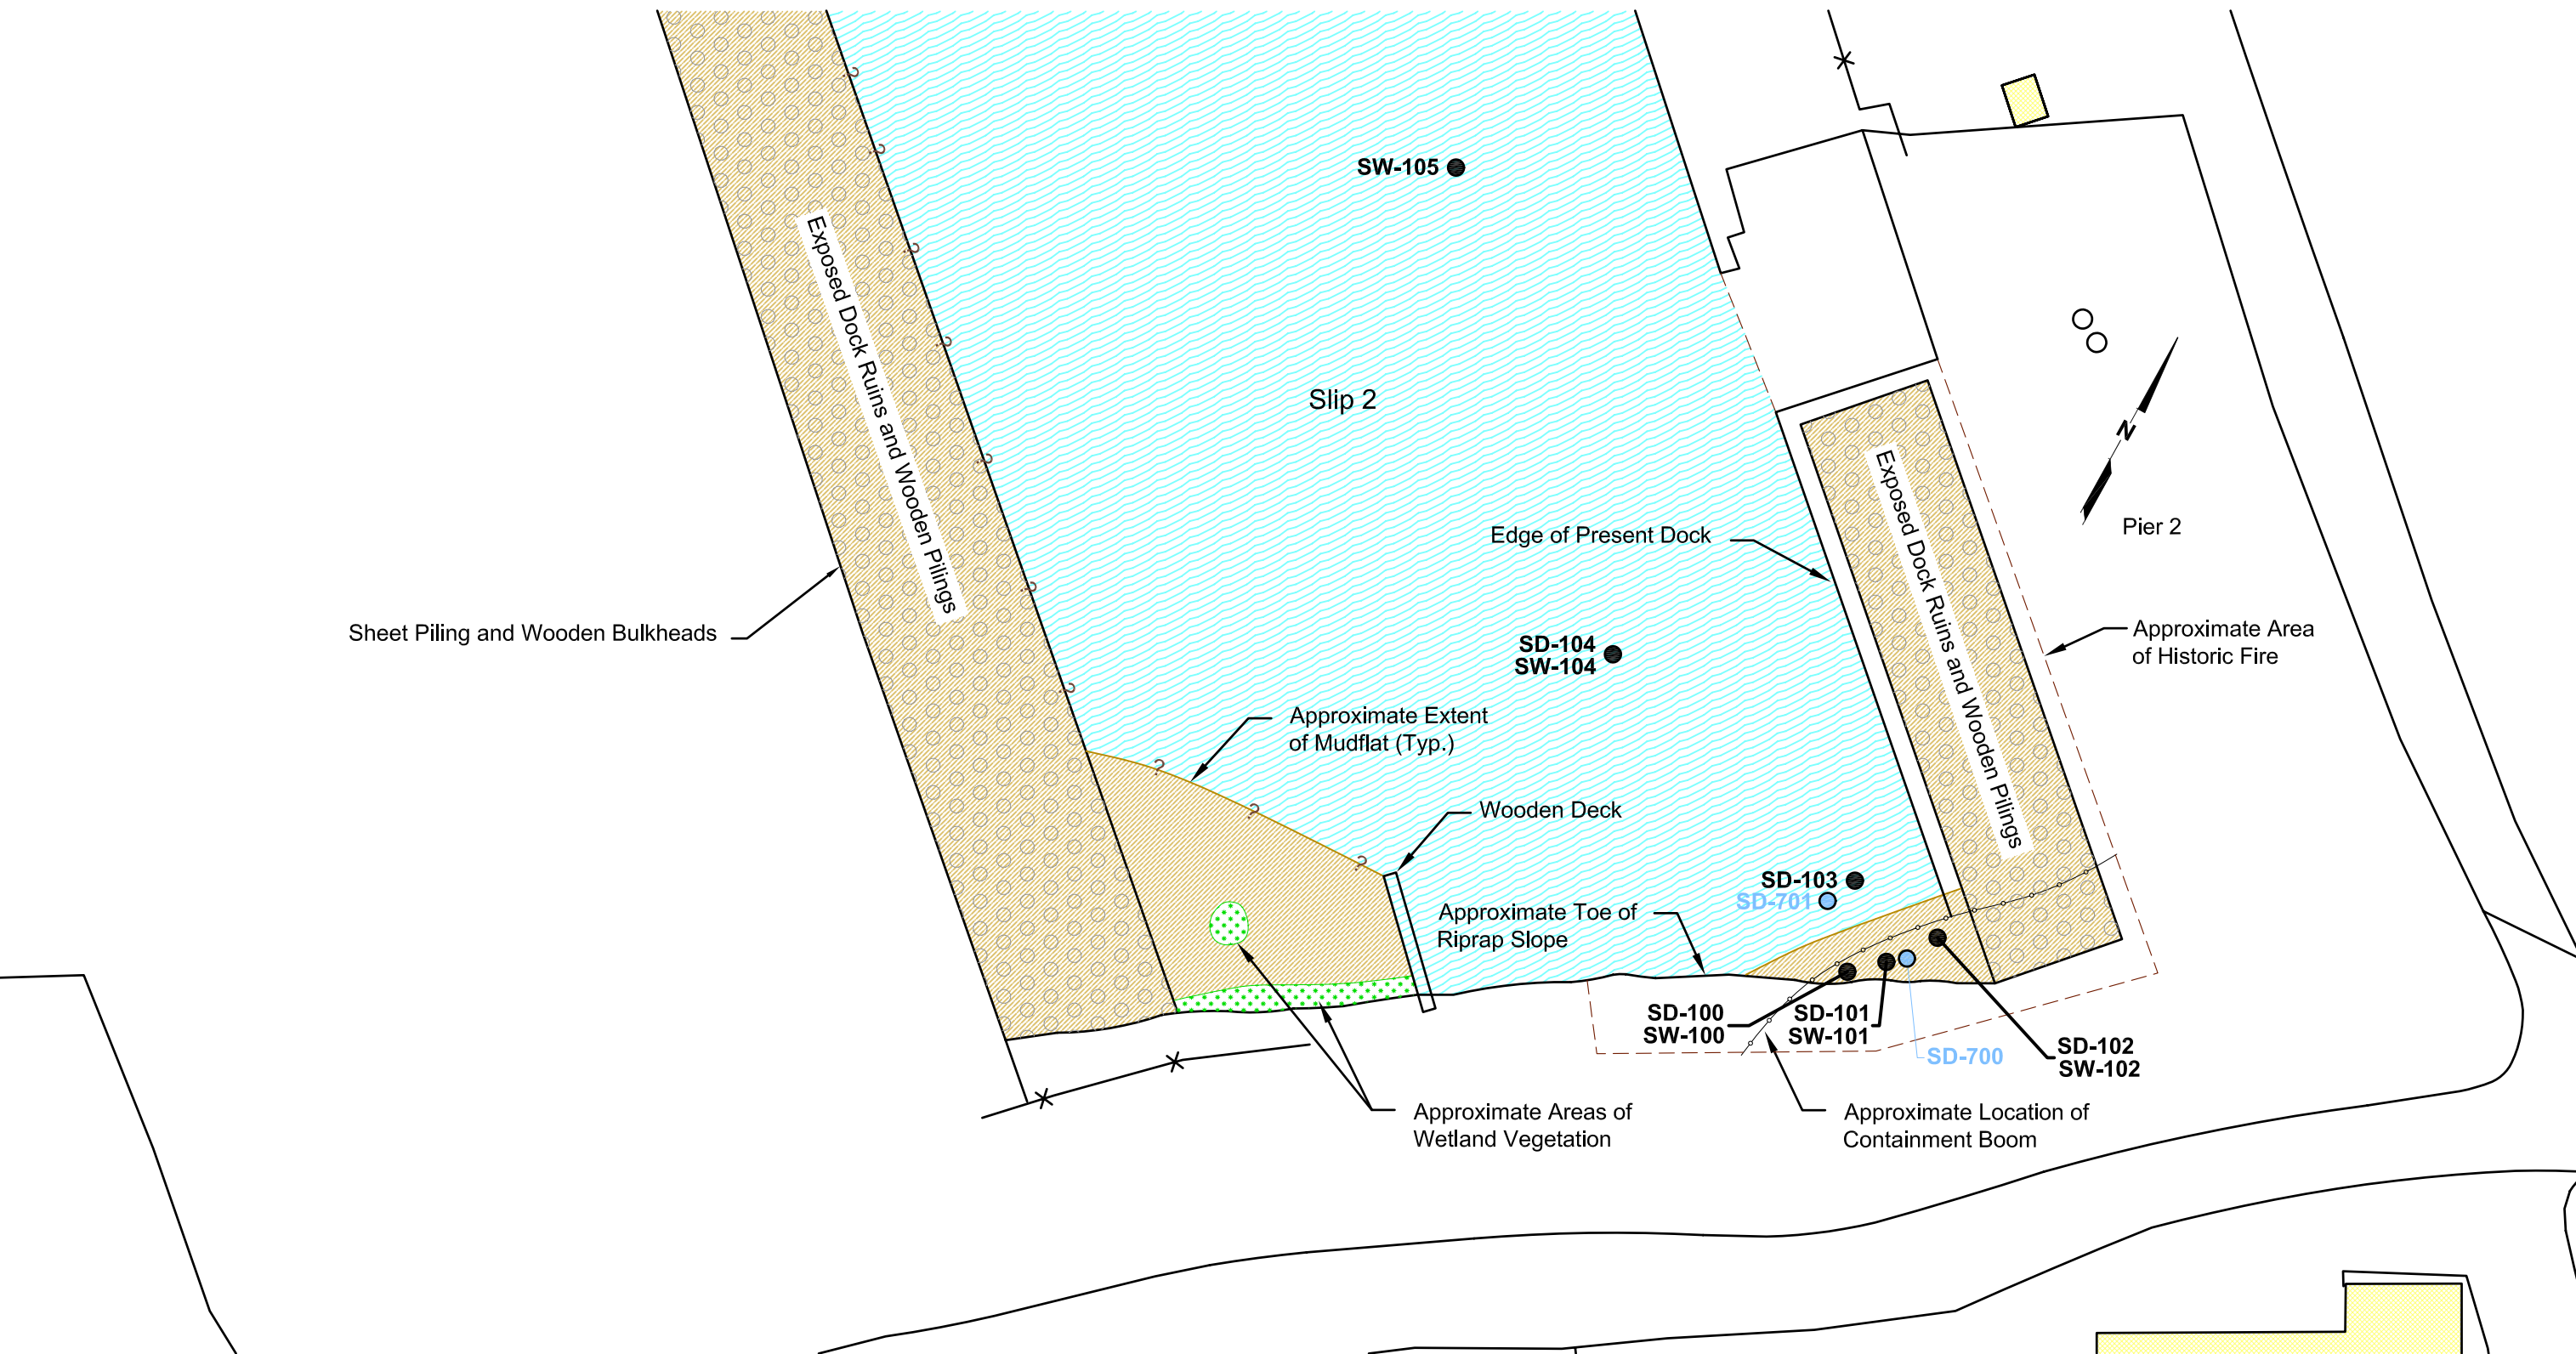 SW-105
Exposed Dock Ruins and Wooden Pilings
Slip 2
N
Pier 2
Edge of Present Dock
Exposed Dock Ruins and Wooden Pilings
Sheet Piling and Wooden Bulkheads
Approximate Area
of Historic Fire
SD-104
SW-104
Approximate Extent
of Mudflat (Typ.)
Wooden Deck
SD-103
SD-701
Approximate Toe of
Riprap Slope
SD-100
SW-100
SD-101
SW-101
SD-700
SD-102
SW-102
Approximate Areas of
Wetland Vegetation
Approximate Location of
Containment Boom
?
?
?
?
?
?
?
?
?
?